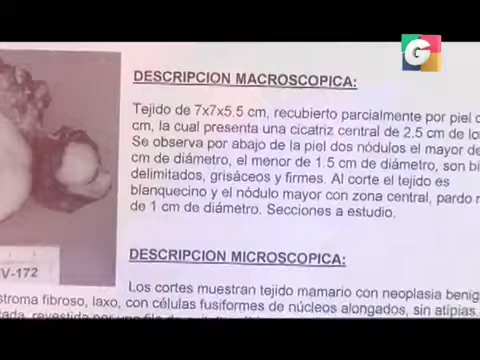 G
DESCRIPCION MACROSCOPICA:
Tejido de 7x7x5.5 cm, recubierto parcialmente por piel
cm, la cual presenta una cicatriz central de 2.5 cm de
Se observa por abajo de la piel dos nódulos el mayor de
cm de diámetro, el menor de 1.5 cm de diámetro, son
delimitados, grisáceos y firmes. Al corte el tejido es
blanquecino y el nódulo mayor con zona central, pardo
de 1 cm de diámetro. Secciones a estudio.
V-172
DESCRIPCION MICROSCOPICA:
Los cortes muestran tejido mamario con neoplasia
stroma fibroso, laxo, con células fusiformes de núcleos alongados, sin atipias
revestida por una